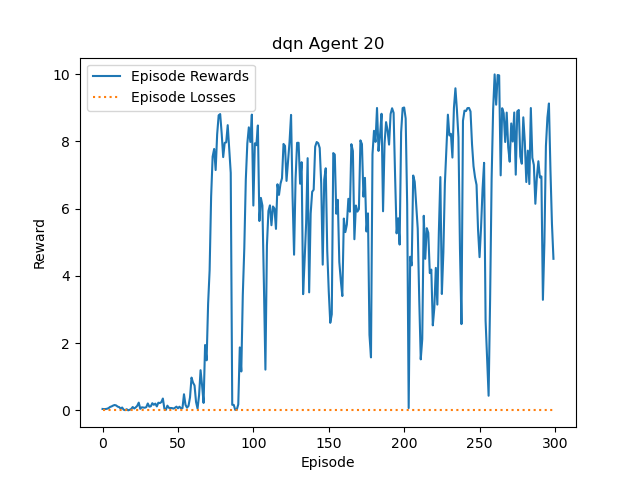 dqn Agent 20
Episode Rewards
Episode Losses
Reward
10
8
6
4
2
0
0 50 100 150 200 250 300
Episode